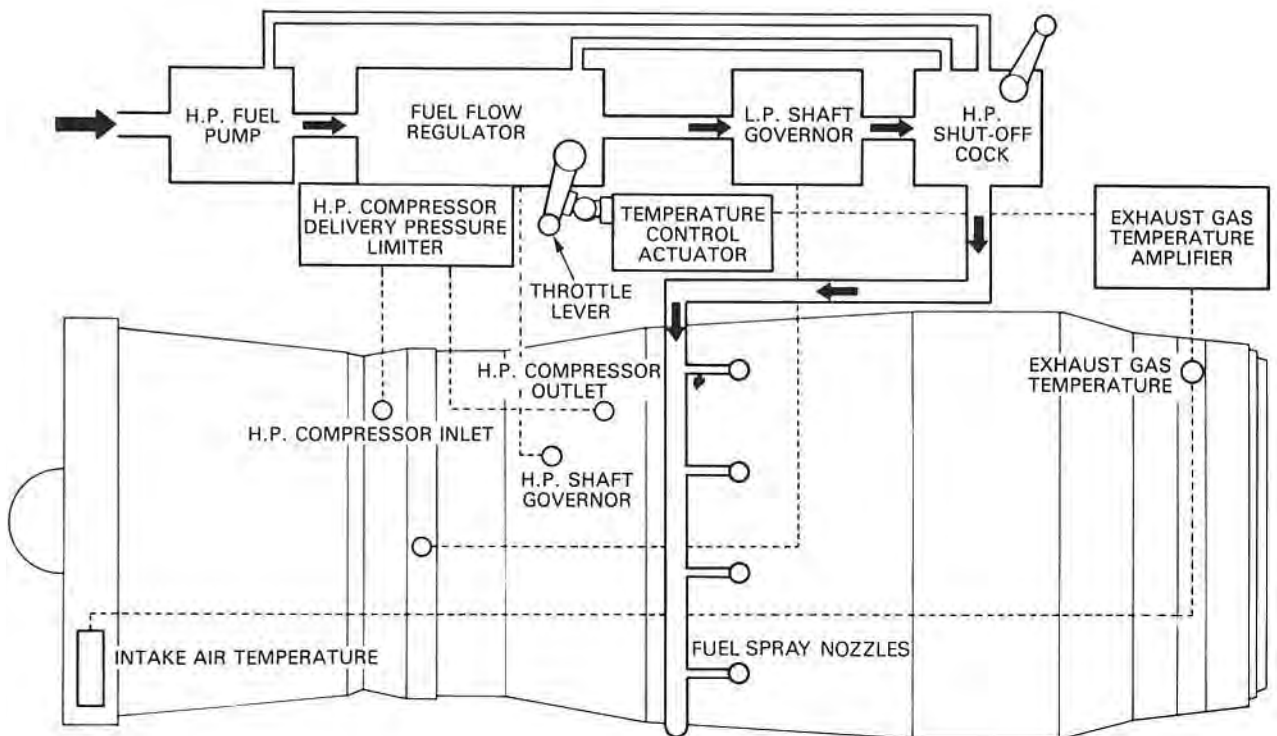 H.P. FUEL
PUMP
FUEL FLOW
REGULATOR
L.P. SHAFT
GOVERNOR
H.P.
SHUT-OFF
COCK
H.P. COMPRESSOR
DELIVERY PRESSURE
LIMITER
THROTTLE
LEVER
TEMPERATURE
CONTROL
ACTUATOR
EXHAUST GAS
TEMPERATURE
AMPLIFIER
H.P. COMPRESSOR
OUTLET
H.P. COMPRESSOR INLET
H.P. SHAFT
GOVERNOR
EXHAUST GAS
TEMPERATURE
INTAKE AIR TEMPERATURE
FUEL SPRAY NOZZLES